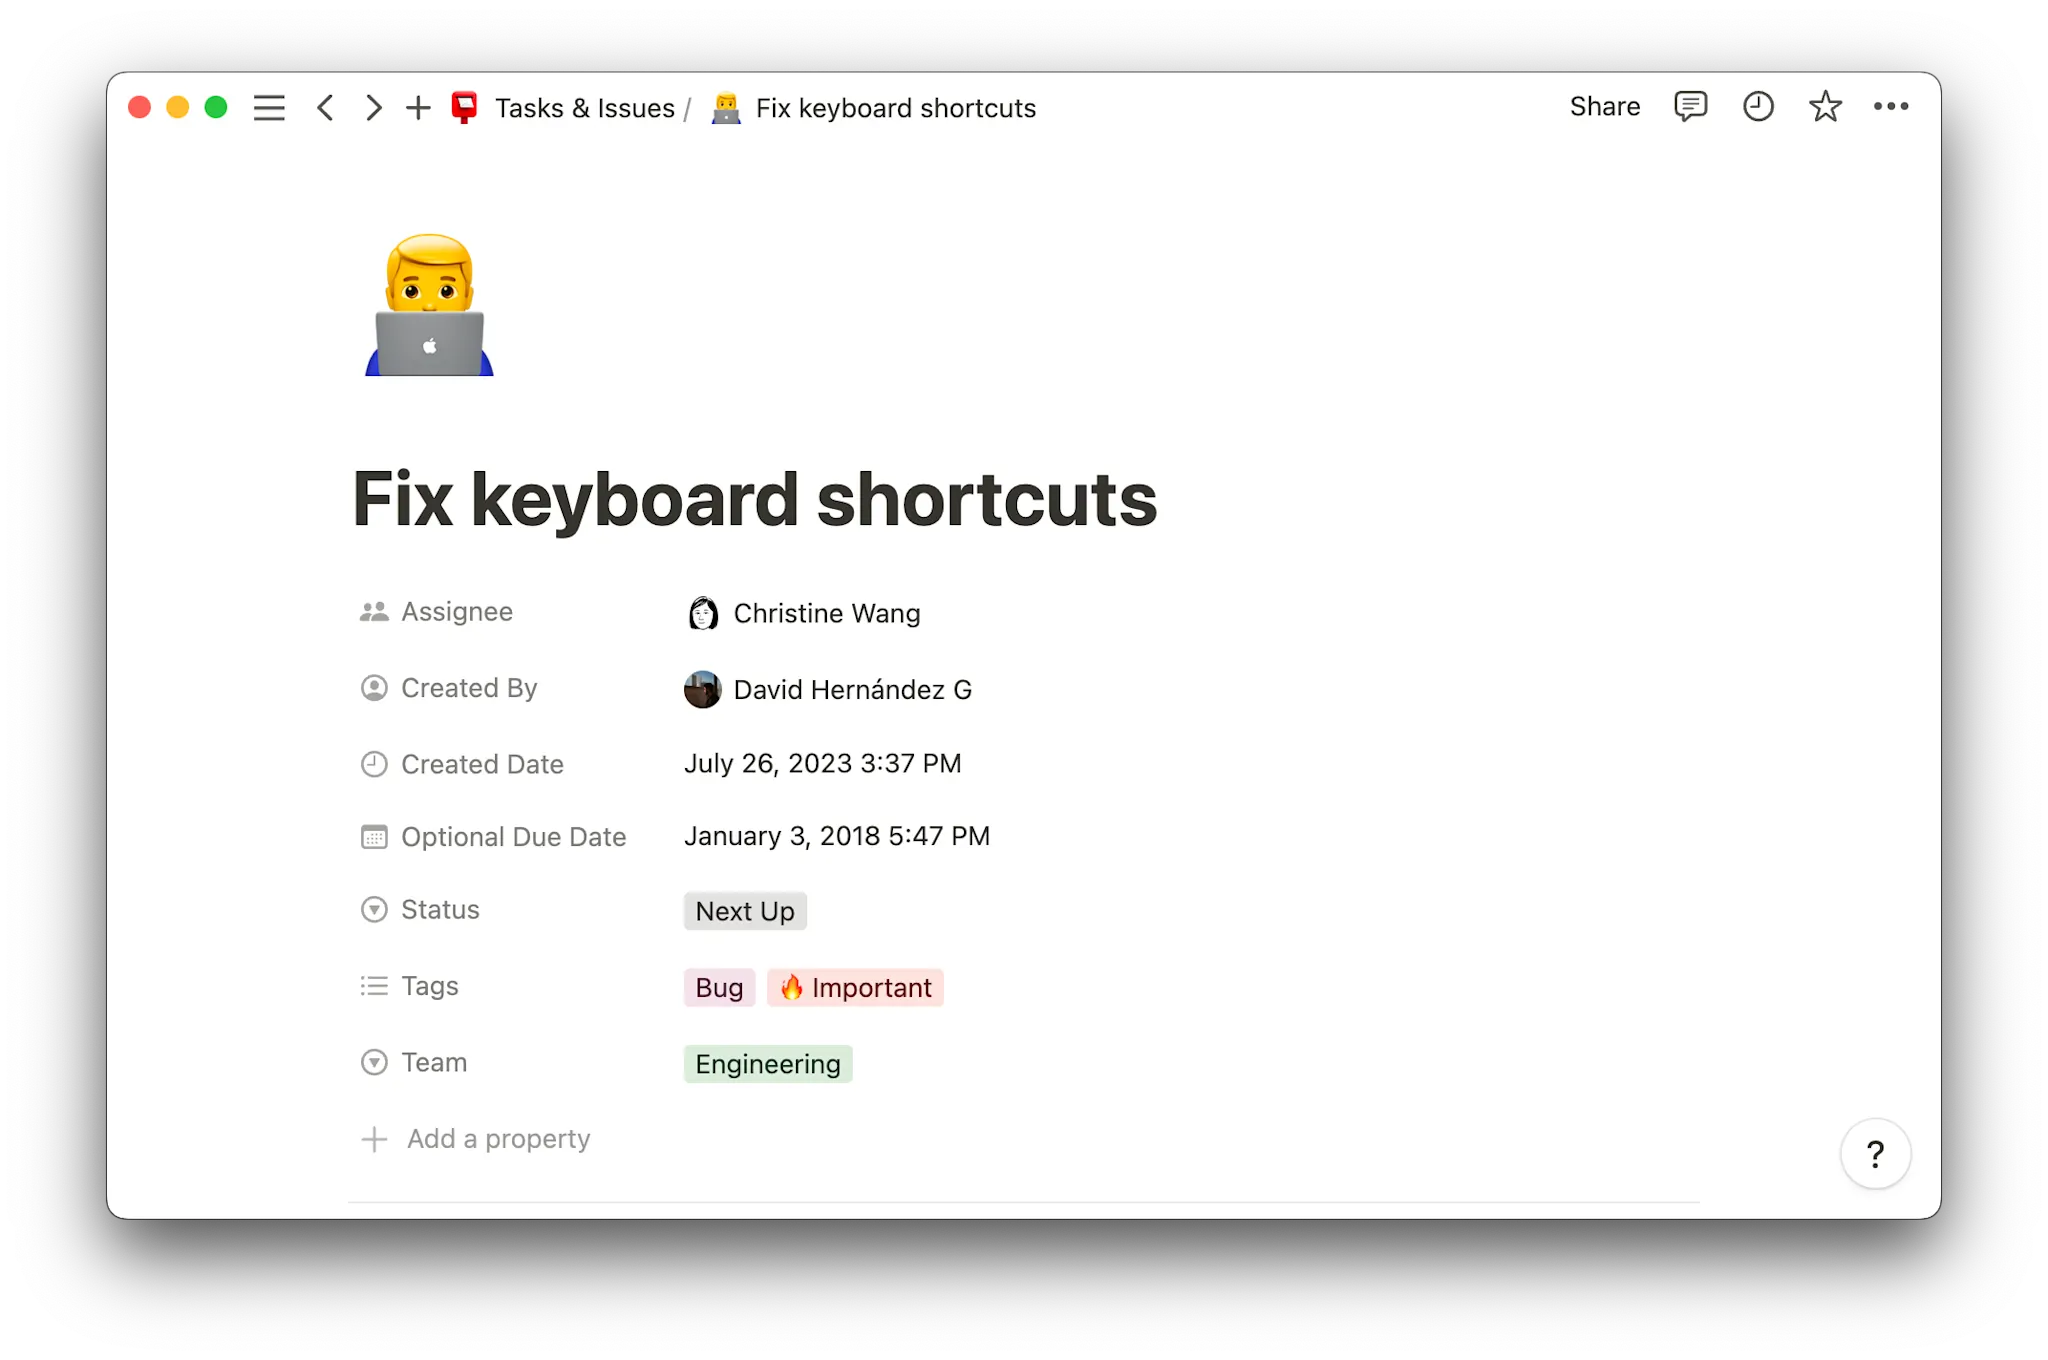 Tasks & Issues / Fix keyboard shortcuts Share
Fix keyboard shortcuts
Assignee Christine Wang
Created By David Hernández G
Created Date July 26, 2023 3:37 PM
Optional Due Date January 3, 2018 5:47 PM
Status Next Up
Tags Bug 🔥 Important
Team Engineering
Add a property
?